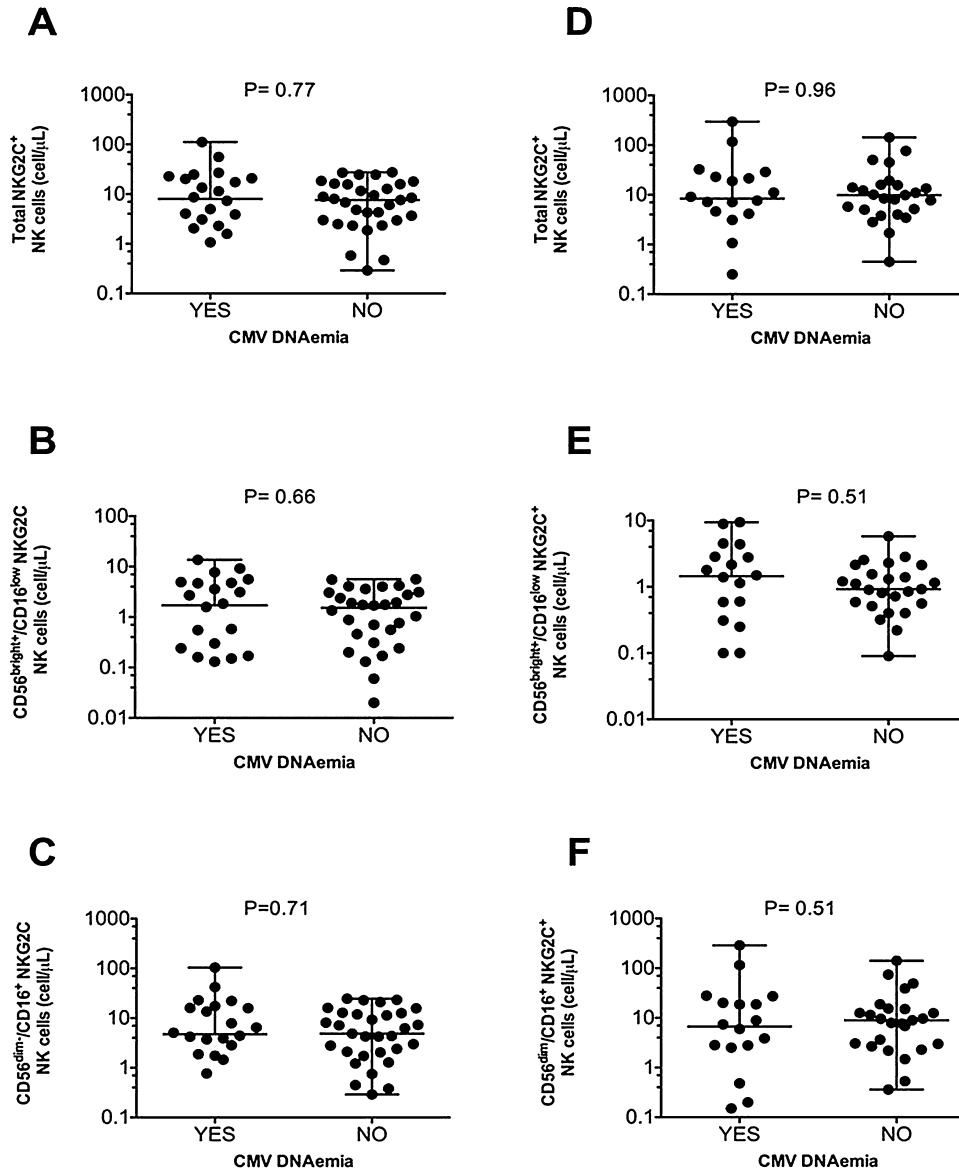 A
P= 0.77
Total NKG2C+
NK cells (cell/µL)
1000
100
10
1
0.1
YES
NO
CMV DNAemia
D
P= 0.96
Total NKG2C+
NK cells (cell/µL)
1000
100
10
1
0.1
YES
NO
CMV DNAemia
B
P= 0.66
CD56bright+/CD16low NKG2C
NK cells (cell/µL)
100
10
1
0.1
0.01
YES
NO
CMV DNAemia
E
P= 0.51
CD56bright+/CD16low NKG2C+
NK cells (cell/µL)
10
1
0.1
0.01
YES
NO
CMV DNAemia
C
P=0.71
CD56dim+/CD16+ NKG2C
NK cells (cell/µL)
1000
100
10
1
0.1
YES
NO
CMV DNAemia
F
P= 0.51
CD56dim/CD16+ NKG2C+
NK cells (cell/µL)
1000
100
10
1
0.1
YES
NO
CMV DNAemia